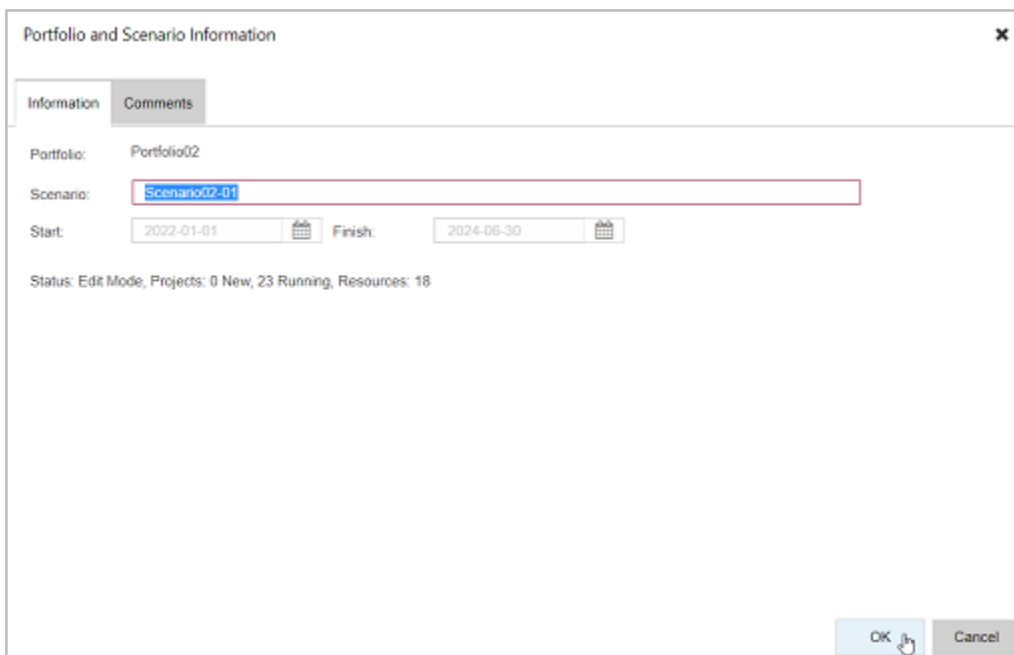 Portfolio and Scenario Information
Information Comments
Portfolio: Portfolio02
Scenario: Scenario02-01
Start: 2022-01-01 Finish: 2024-06-30
Status: Edit Mode, Projects: 0 New, 23 Running, Resources: 18
OK Cancel